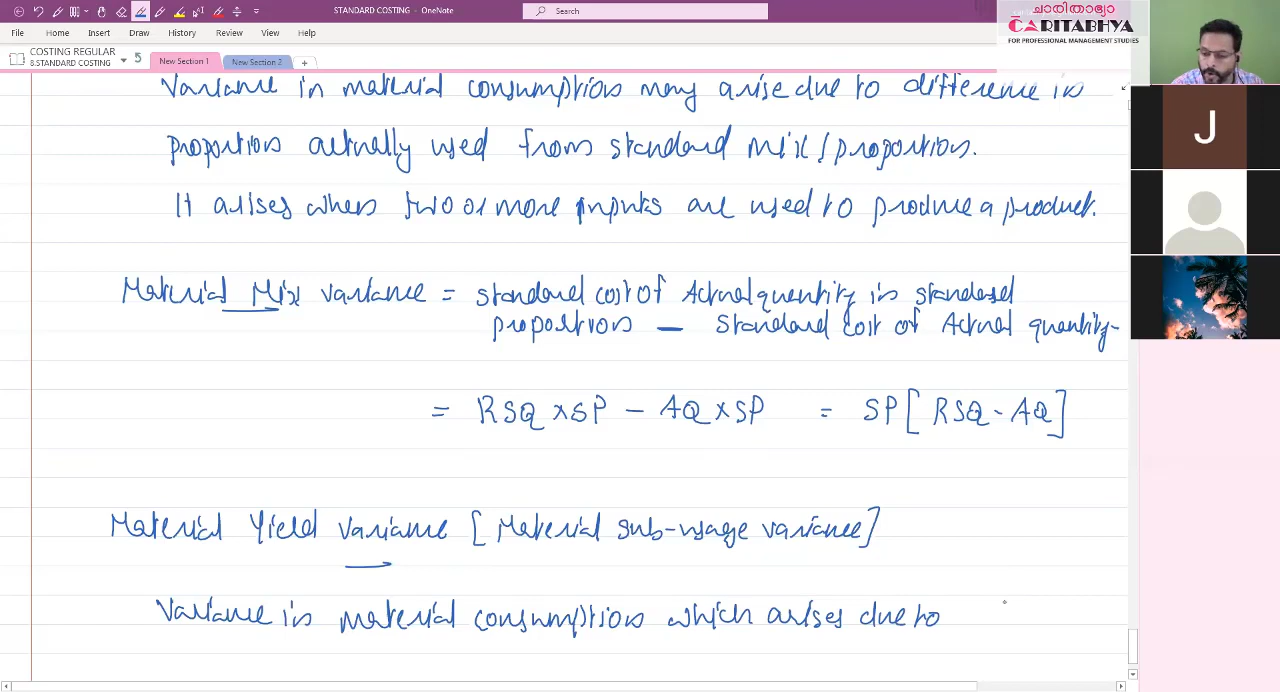 STANDARD COSTING - OneNote
Search
ചാരിതാഭ്യാ
CARITABHYA
FOR PROFESSIONAL MANAGEMENT STUDIES
File Home Insert Draw History Review View Help
COSTING REGULAR
8.STANDARD COSTING
5
New Section 1
New Section 2
+
Variance in material consumption may arise due to difference in
proportion actually used from standard mix/proportion.
It arises when two or more inputs are used to produce a product.
Material Mix variance = standard cost of Actual quantity in standard
proportion - standard cost of Actual quantity
= RSQ × SP - AQ × SP = SP [ RSQ - AQ ]
Material Yield variance [Material sub-usage variance]
Variance in material consumption which arises due to
J